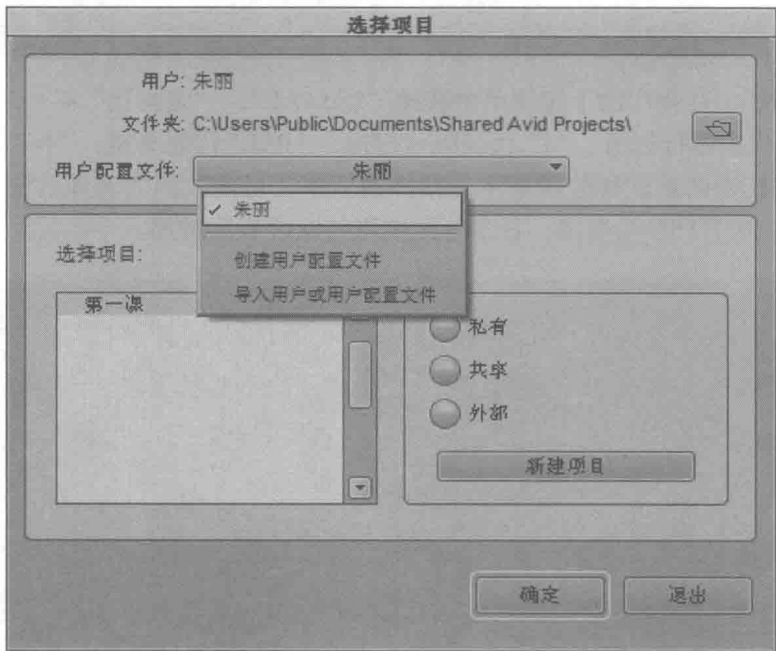 选择项目
用户: 朱丽
文件夹: C:\Users\Public\Documents\Shared Avid Projects\
用户配置文件: 朱丽
✓ 朱丽
创建用户配置文件
导入用户或用户配置文件
选择项目:
第一课
私有
共享
外部
新建项目
确定
退出